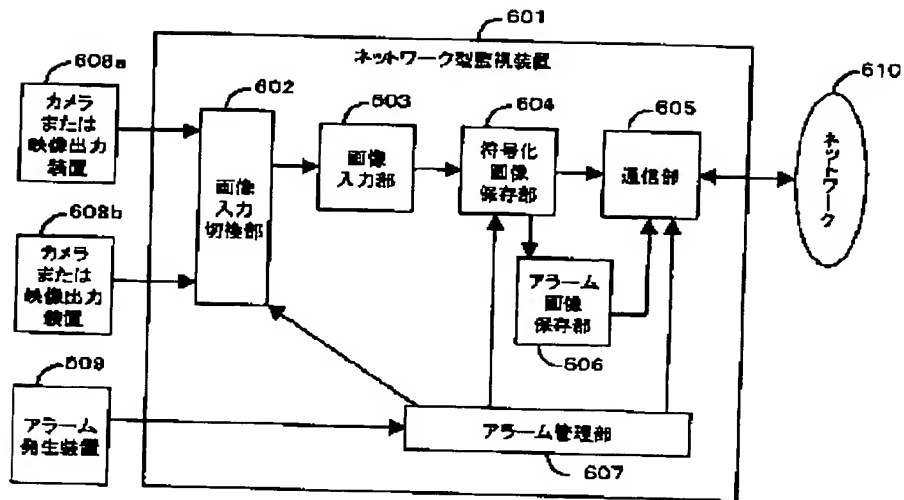 601
ネットワーク型監視装置
608a
カメラ
または
映像出力
装置
602
画像
入力
切換部
603
画像
入力部
604
符号化
画像
保存部
605
通信部
610
ネットワーク
608b
カメラ
または
映像出力
装置
アラーム
画像
保存部
606
609
アラーム
発生装置
アラーム管理部
607